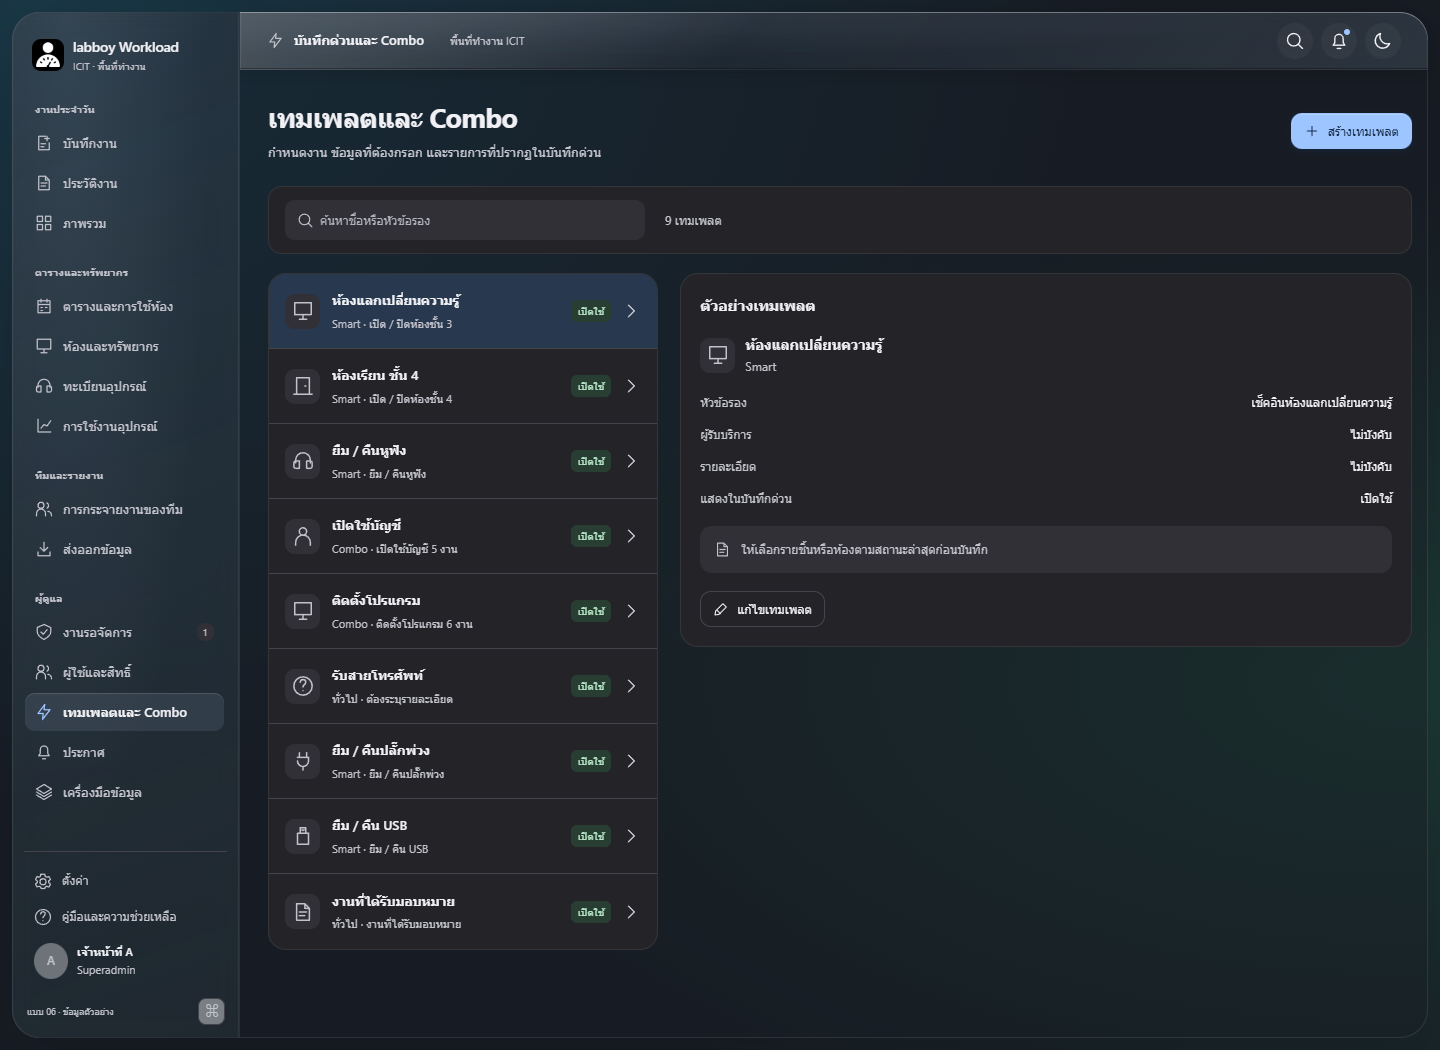 labboy Workload
ICIT · พื้นที่ทำงาน
งานประจำวัน
บันทึกงาน
ประวัติงาน
ภาพรวม
ตารางและทรัพยากร
ตารางและการใช้ห้อง
ห้องและทรัพยากร
ทะเบียนอุปกรณ์
การใช้งานอุปกรณ์
ทีมและรายงาน
การกระจายงานของทีม
ส่งออกข้อมูล
ผู้ดูแล
งานรอจัดการ 1
ผู้ใช้และสิทธิ์
เทมเพลตและ Combo
ประกาศ
เครื่องมือข้อมูล
ตั้งค่า
คู่มือและความช่วยเหลือ
A
เจ้าหน้าที่ A
Superadmin
แบบ 06 · ข้อมูลตัวอย่าง ⌘
บันทึกด่วนและ Combo พื้นที่ทำงาน ICIT
เทมเพลตและ Combo
กำหนดงาน ข้อมูลที่ต้องกรอก และรายการที่ปรากฏในบันทึกด่วน
สร้างเทมเพลต
ค้นหาชื่อหรือหัวข้อรอง 9 เทมเพลต
ห้องแลกเปลี่ยนความรู้
Smart · เปิด / ปิดห้องชั้น 3
เปิดใช้
ห้องเรียน ชั้น 4
Smart · เปิด / ปิดห้องชั้น 4
เปิดใช้
ยืม / คืนหูฟัง
Smart · ยืม / คืนหูฟัง
เปิดใช้
เปิดใช้บัญชี
Combo · เปิดใช้บัญชี 5 งาน
เปิดใช้
ติดตั้งโปรแกรม
Combo · ติดตั้งโปรแกรม 6 งาน
เปิดใช้
รับสายโทรศัพท์
ทั่วไป · ต้องระบุรายละเอียด
เปิดใช้
ยืม / คืนปลั๊กพ่วง
Smart · ยืม / คืนปลั๊กพ่วง
เปิดใช้
ยืม / คืน USB
Smart · ยืม / คืน USB
เปิดใช้
งานที่ได้รับมอบหมาย
ทั่วไป · งานที่ได้รับมอบหมาย
เปิดใช้
ตัวอย่างเทมเพลต
ห้องแลกเปลี่ยนความรู้
Smart
หัวข้อรอง เช็คอินห้องแลกเปลี่ยนความรู้
ผู้รับบริการ ไม่บังคับ
รายละเอียด ไม่บังคับ
แสดงในบันทึกด่วน เปิดใช้
ให้เลือกรายชิ้นหรือห้องตามสถานะล่าสุดก่อนบันทึก
แก้ไขเทมเพลต